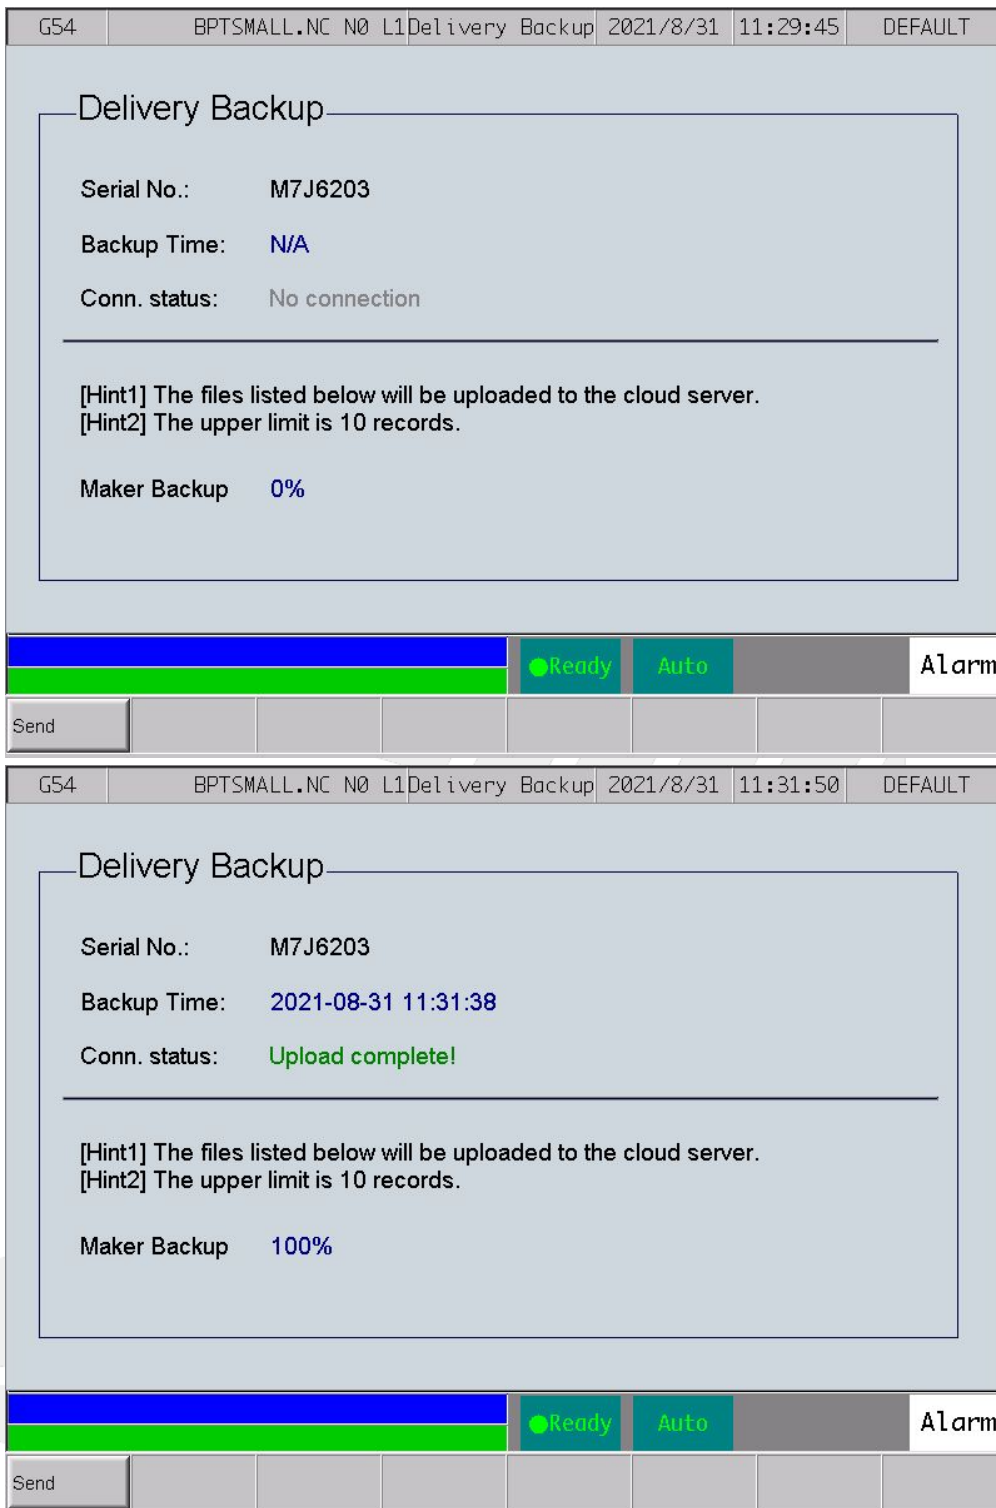 G54 BPTSMALL.NC N0 L1 Delivery Backup 2021/8/31 11:29:45 DEFAULT
Delivery Backup
Serial No.: M7J6203
Backup Time: N/A
Conn. status: No connection
[Hint1] The files listed below will be uploaded to the cloud server.
[Hint2] The upper limit is 10 records.
Maker Backup 0%
Ready Auto Alarm
Send
G54 BPTSMALL.NC N0 L1 Delivery Backup 2021/8/31 11:31:50 DEFAULT
Delivery Backup
Serial No.: M7J6203
Backup Time: 2021-08-31 11:31:38
Conn. status: Upload complete!
[Hint1] The files listed below will be uploaded to the cloud server.
[Hint2] The upper limit is 10 records.
Maker Backup 100%
Ready Auto Alarm
Send